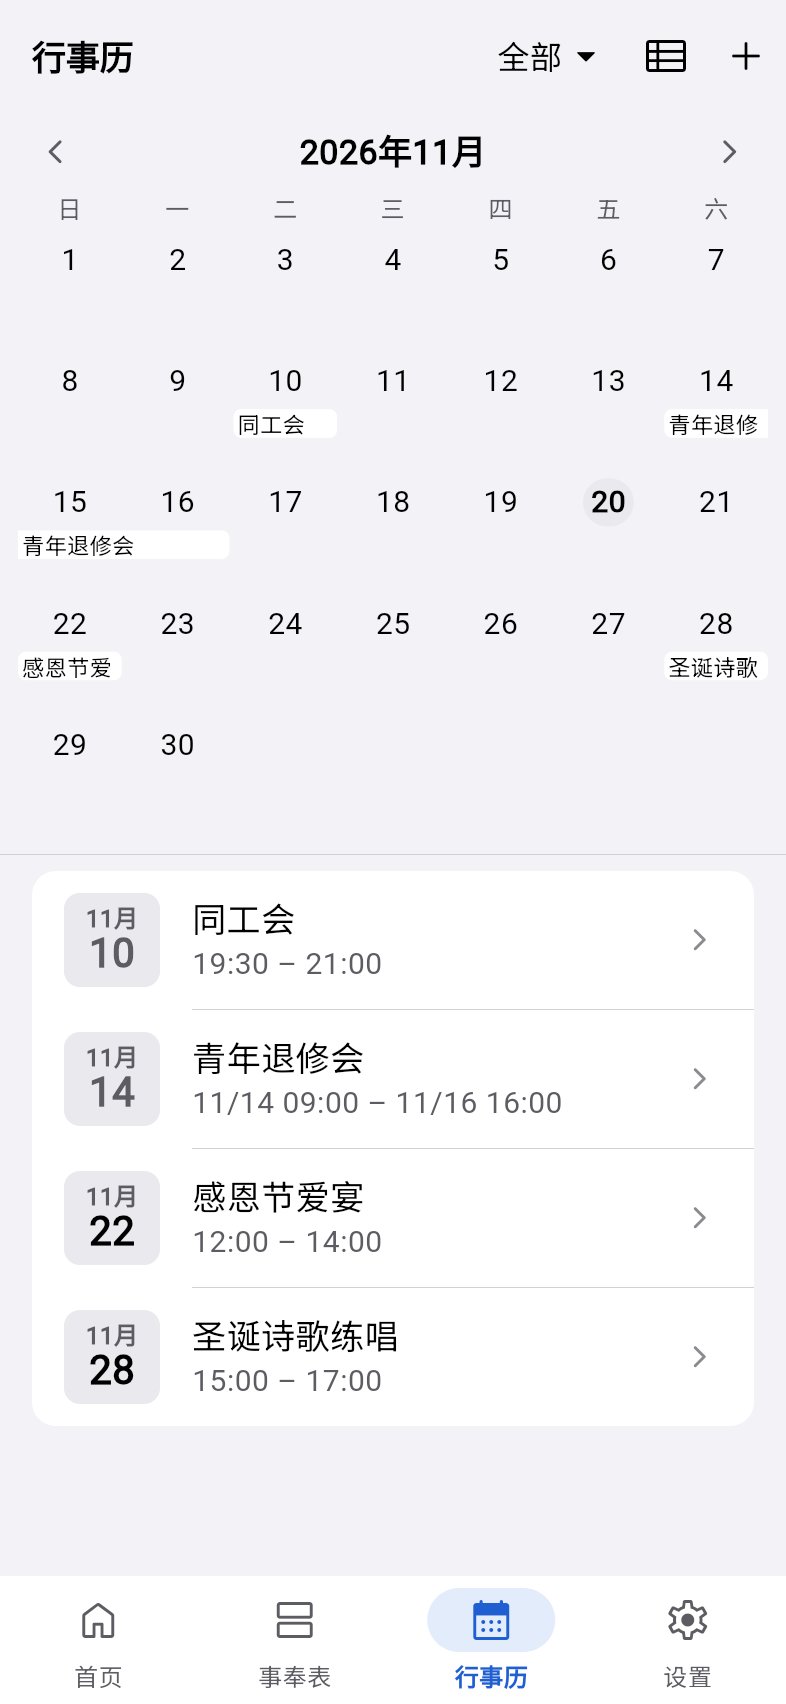 行事历
全部
2026年11月
日 一 二 三 四 五 六
1 2 3 4 5 6 7
8 9 10 11 12 13 14
同工会 青年退修
15 16 17 18 19 20 21
青年退修会
22 23 24 25 26 27 28
感恩节爱 圣诞诗歌
29 30
11月
10
同工会
19:30 – 21:00
11月
14
青年退修会
11/14 09:00 – 11/16 16:00
11月
22
感恩节爱宴
12:00 – 14:00
11月
28
圣诞诗歌练唱
15:00 – 17:00
首页 事奉表 行事历 设置